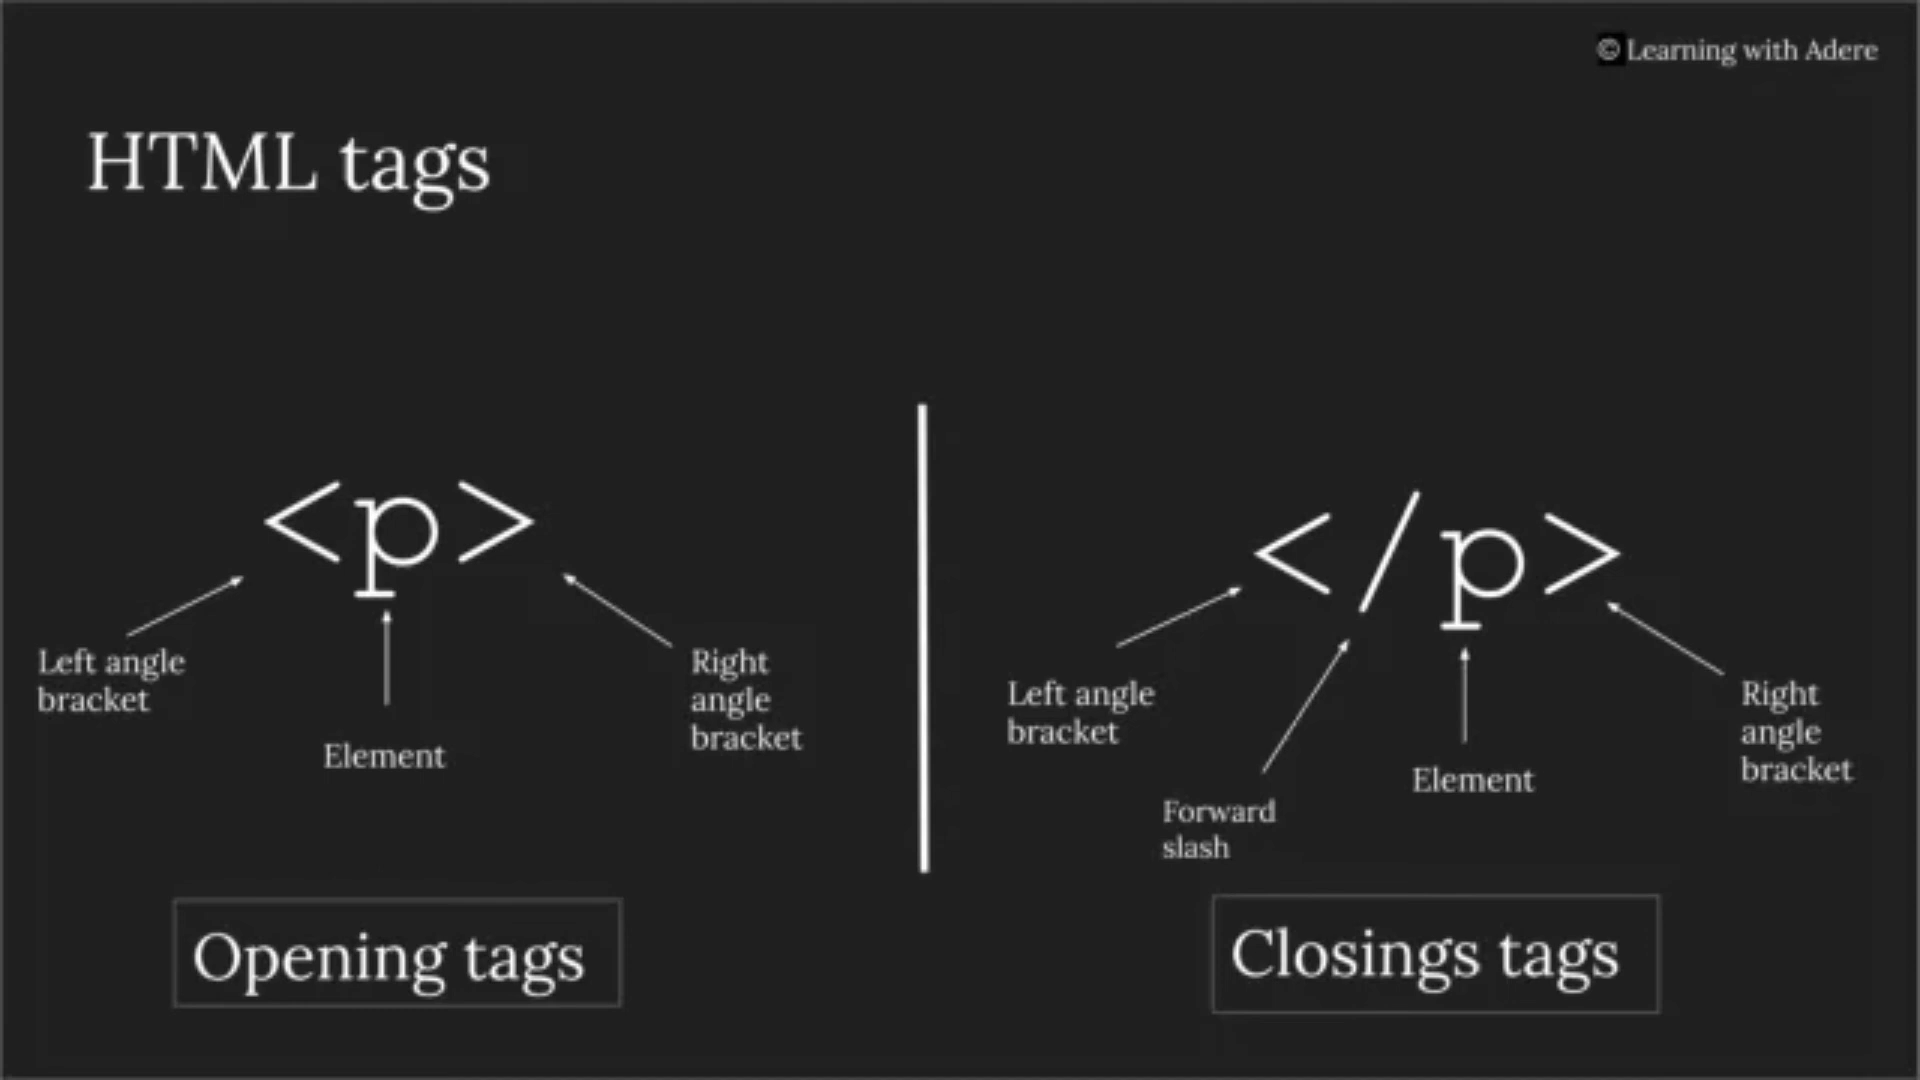 © Learning with Adere
HTML tags
<p>
Left angle
bracket
Element
Right
angle
bracket
Opening tags
</p>
Left angle
bracket
Forward
slash
Element
Right
angle
bracket
Closings tags